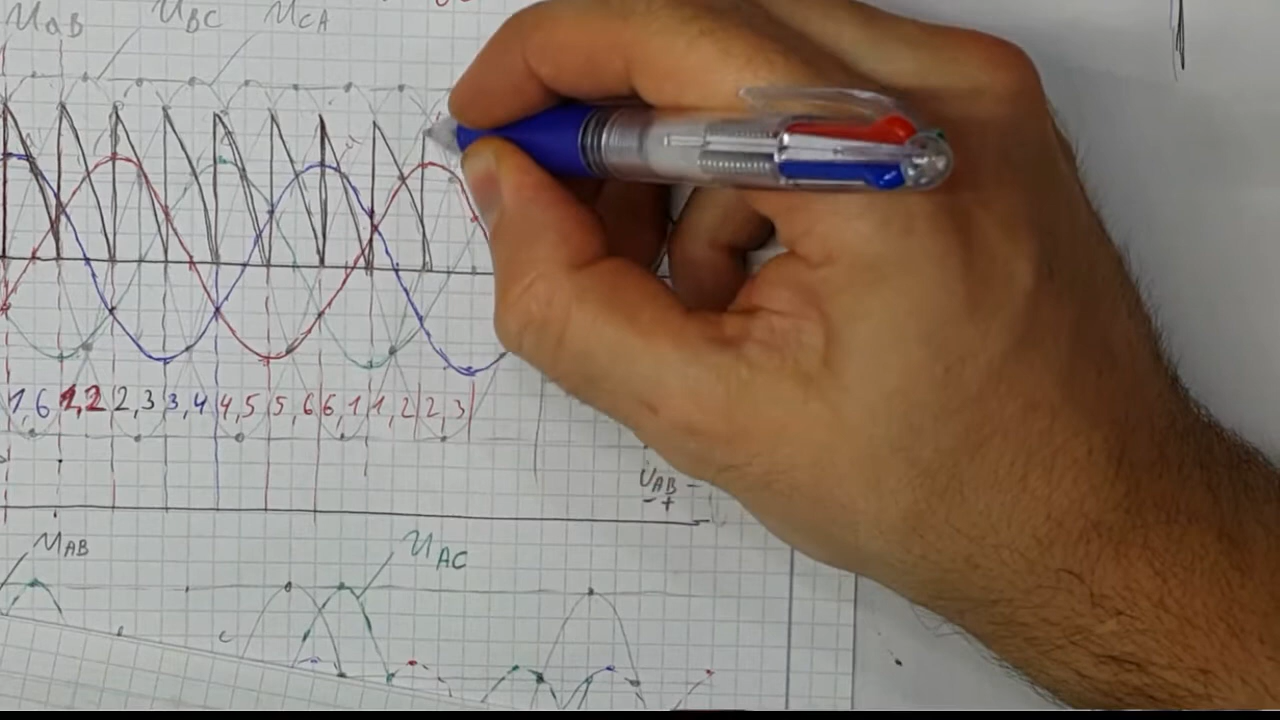 uaB uBC uCA
1,6 1,2 2,3 3,4 4,5 5,6 6,1 1,2 2,3
UAB
- +
uAB uAC